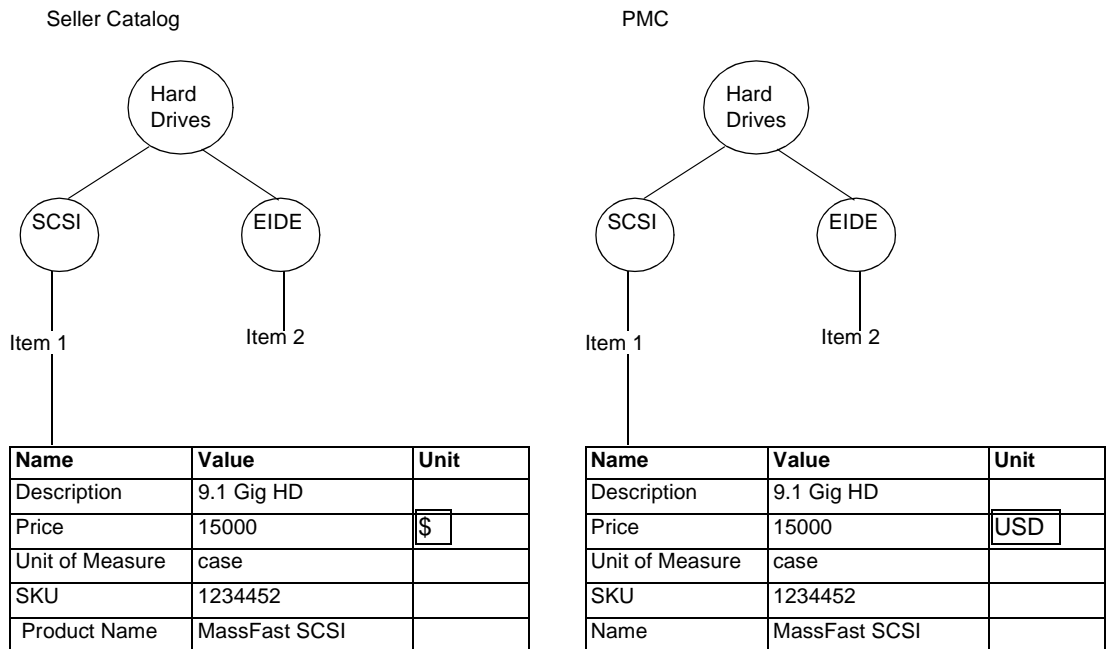 Seller Catalog
Hard
Drives
SCSI
EIDE
Item 1
Item 2
Name Value Unit
Description 9.1 Gig HD
Price 15000 $
Unit of Measure case
SKU 1234452
Product Name MassFast SCSI
PMC
Hard
Drives
SCSI
EIDE
Item 1
Item 2
Name Value Unit
Description 9.1 Gig HD
Price 15000 USD
Unit of Measure case
SKU 1234452
Name MassFast SCSI